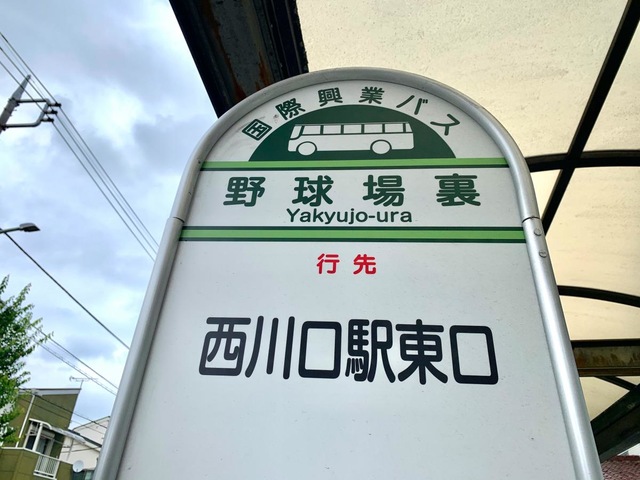 国際興業バス
野球場裏
Yakyujo-ura
行先
西川口駅東口